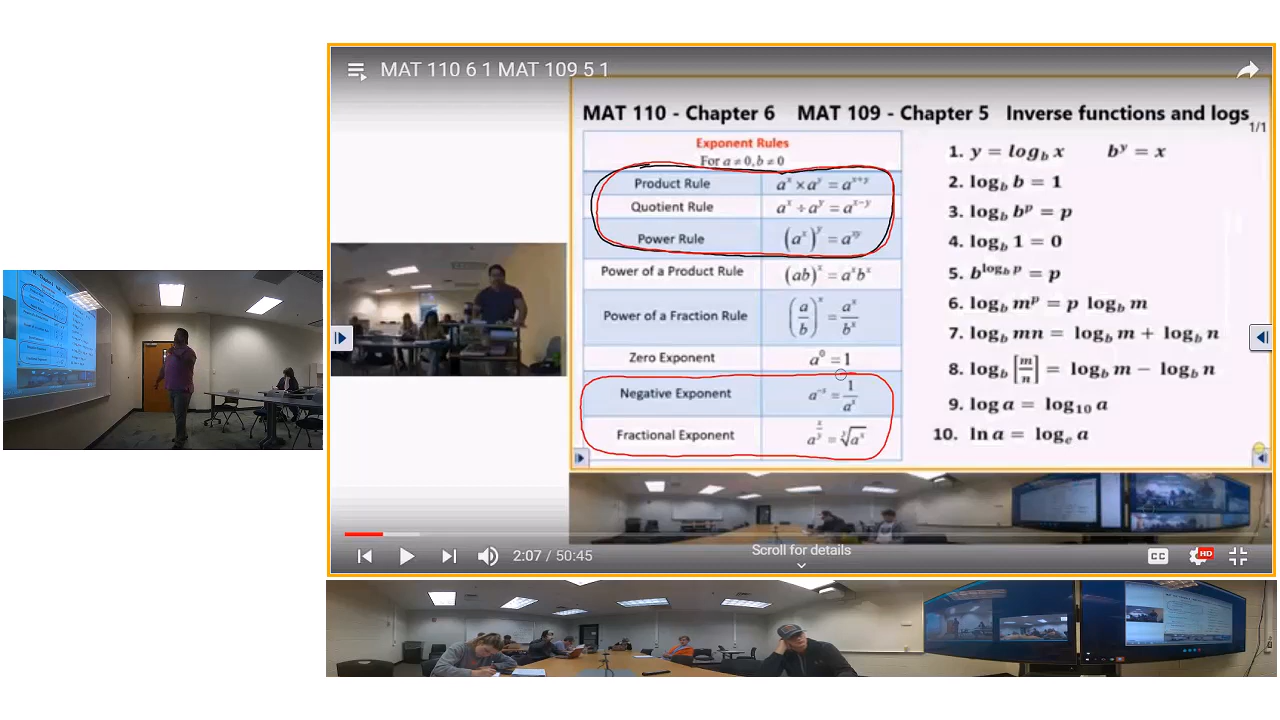 MAT 110 6 1 MAT 109 5 1
MAT 110 - Chapter 6 MAT 109 - Chapter 5 Inverse functions and logs
1/1
Exponent Rules
For a ≠ 0, b ≠ 0
Product Rule aˣ × aʸ = aˣ⁺ʸ
Quotient Rule aˣ ÷ aʸ = aˣ⁻ʸ
Power Rule (aˣ)ʸ = aˣʸ
Power of a Product Rule (ab)ˣ = aˣbˣ
Power of a Fraction Rule (a/b)ˣ = aˣ/bˣ
Zero Exponent a⁰ = 1
Negative Exponent a⁻ˣ = 1/aˣ
Fractional Exponent a^(x/y) = ʸ√aˣ
1. y = log_b x bʸ = x
2. log_b b = 1
3. log_b bᵖ = p
4. log_b 1 = 0
5. b^(log_b p) = p
6. log_b mᵖ = p log_b m
7. log_b mn = log_b m + log_b n
8. log_b [m/n] = log_b m − log_b n
9. log a = log₁₀ a
10. ln a = logₑ a
2:07 / 50:45
Scroll for details
CC
HD